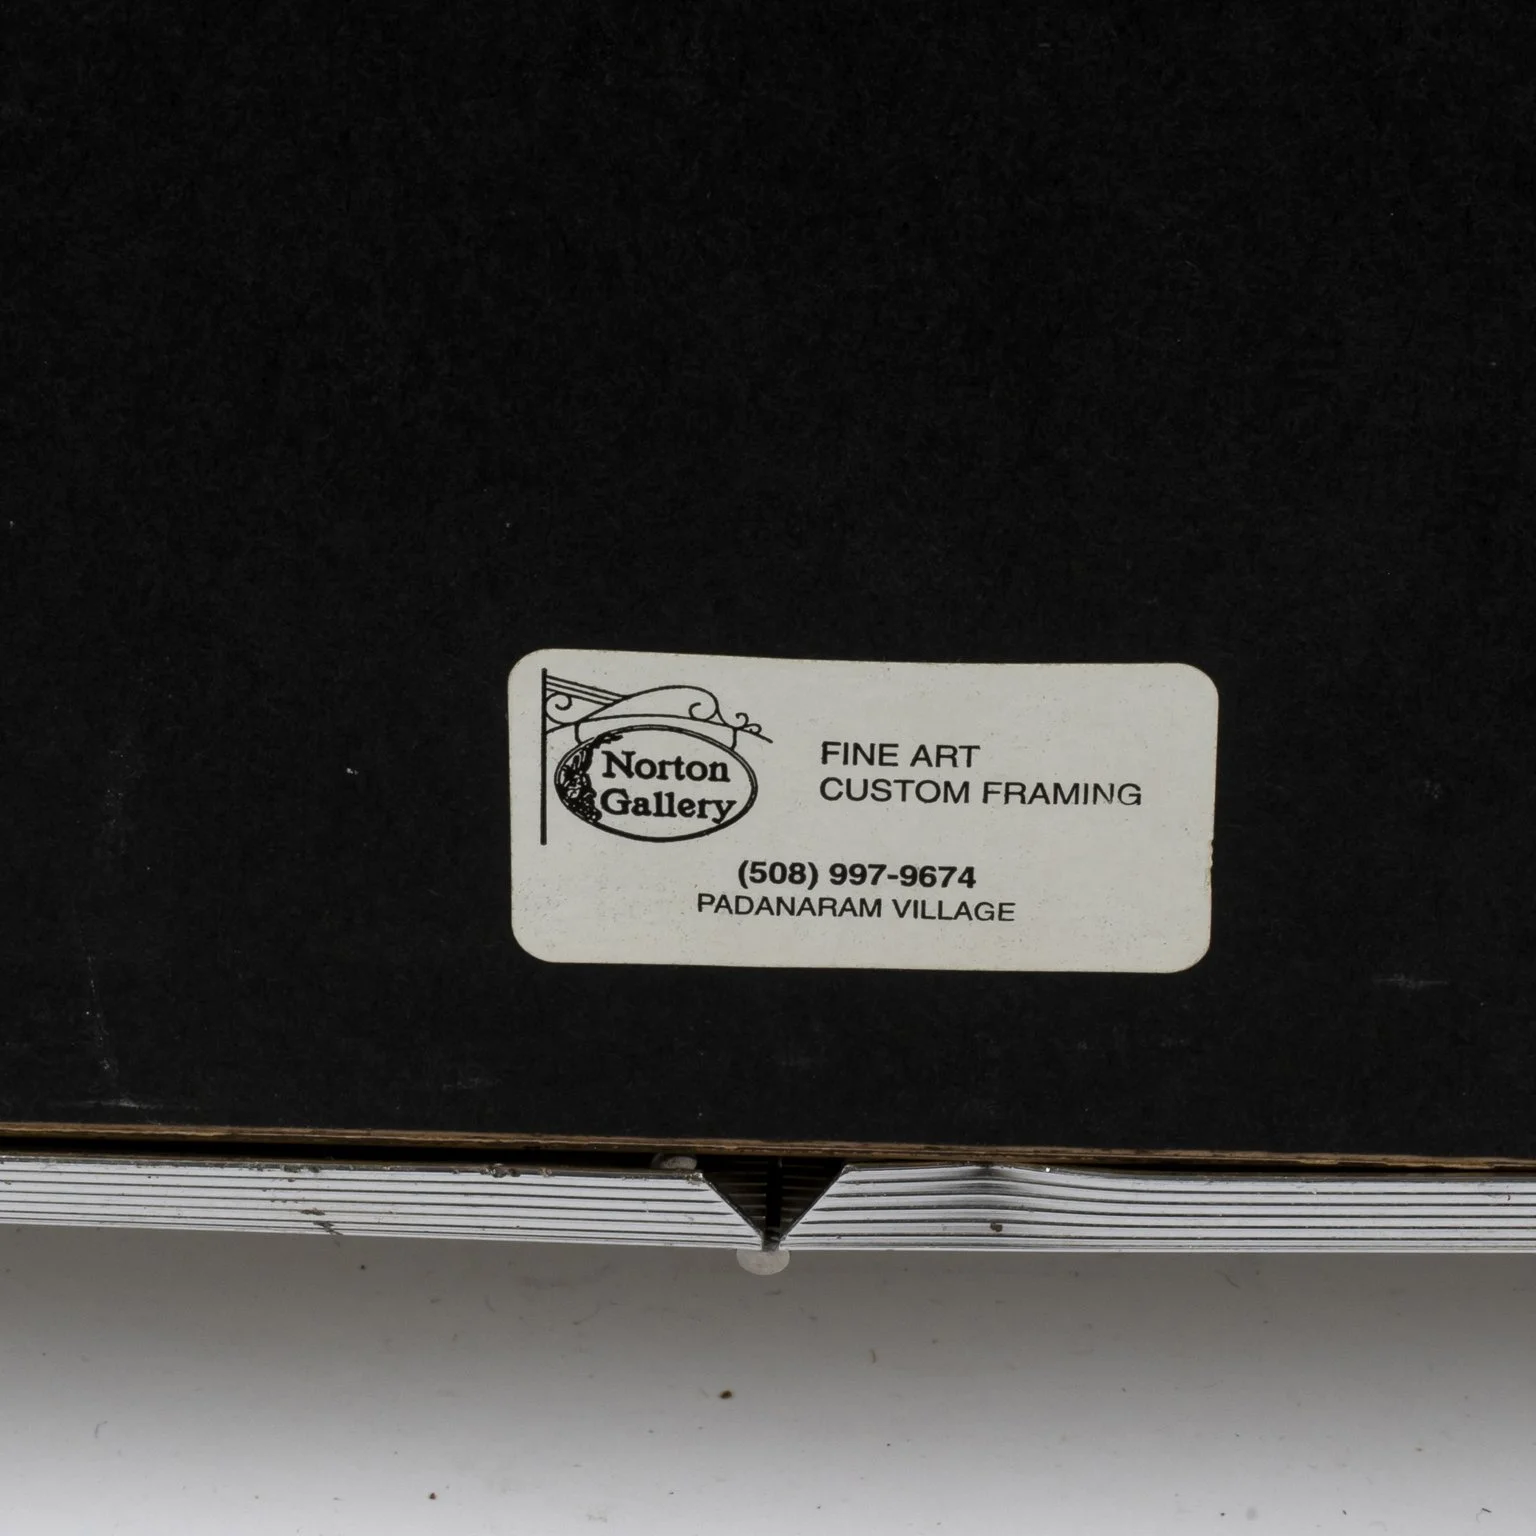 Norton
Gallery
FINE ART
CUSTOM FRAMING
(508) 997-9674
PADANARAM VILLAGE